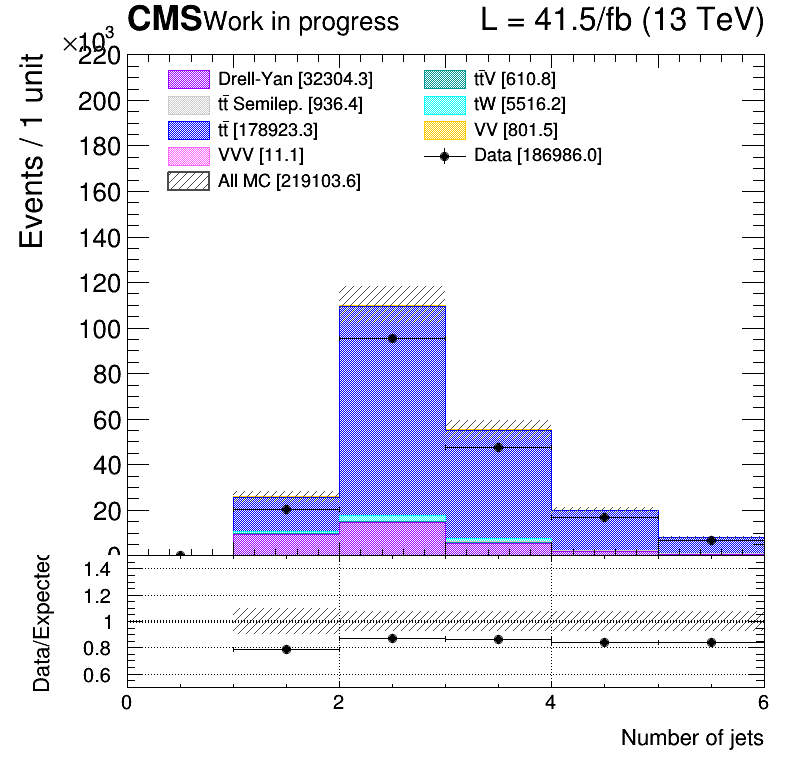 CMS Work in progress L = 41.5/fb (13 TeV)
×10³
Events / 1 unit
220
200
180
160
140
120
100
80
60
40
20
0
Drell-Yan [32304.3]
tt̄ Semilep. [936.4]
tt̄ [178923.3]
VVV [11.1]
All MC [219103.6]
tt̄V [610.8]
tW [5516.2]
VV [801.5]
Data [186986.0]
Data/Expected
1.4
1.2
1
0.8
0.6
0 2 4 6
Number of jets